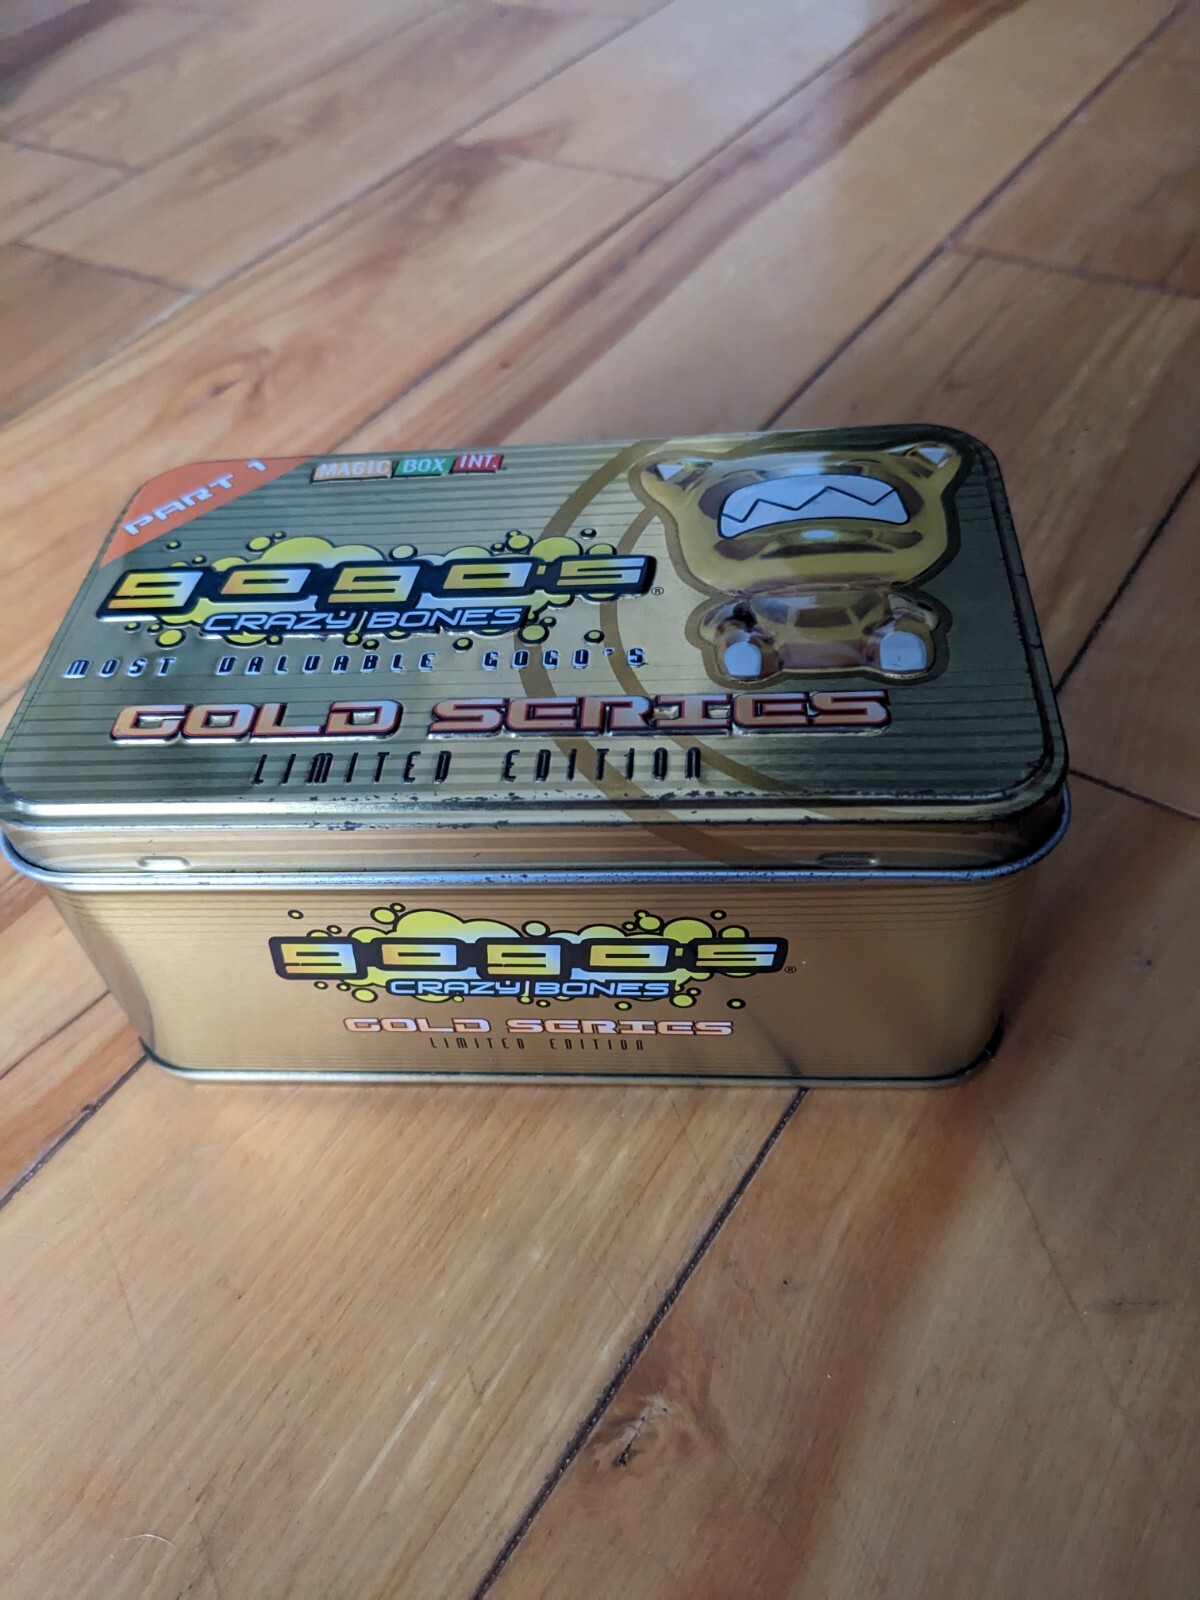 PART 1
MAGIC BOX INT.
gogo's®
CRAZY BONES
MOST VALUABLE GOGO'S
GOLD SERIES
LIMITED EDITION
gogo's®
CRAZY BONES
GOLD SERIES
LIMITED EDITION